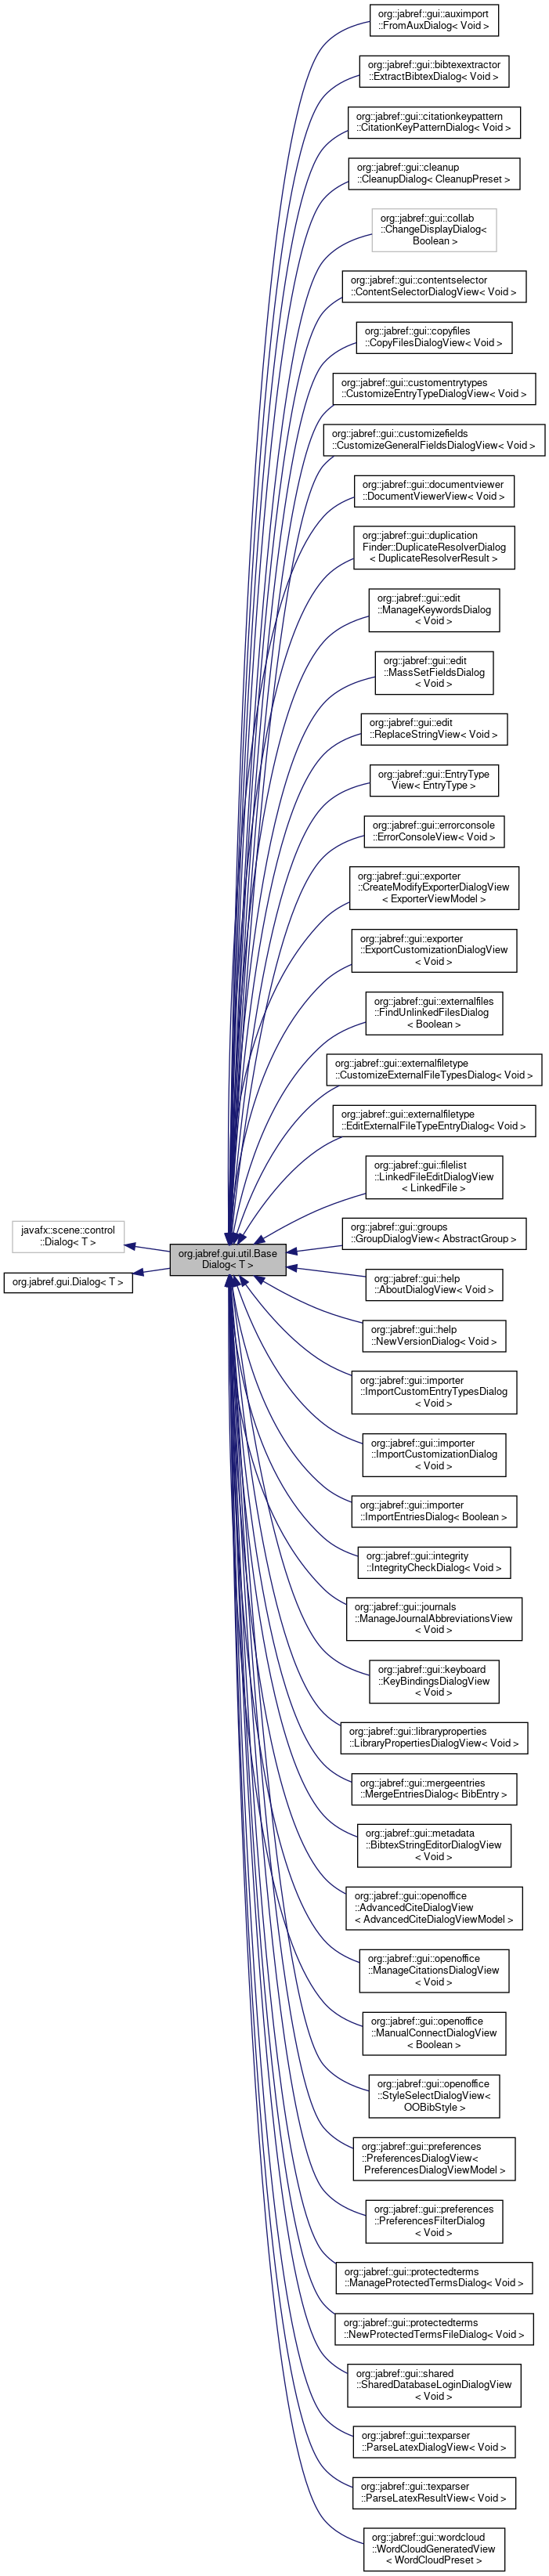 org::jabref::gui::auximport
::FromAuxDialog< Void >
org::jabref::gui::bibtexextractor
::ExtractBibtexDialog< Void >
org::jabref::gui::citationkeypattern
::CitationKeyPatternDialog< Void >
org::jabref::gui::cleanup
::CleanupDialog< CleanupPreset >
org::jabref::gui::collab
::ChangeDisplayDialog<
Boolean >
org::jabref::gui::contentselector
::ContentSelectorDialogView< Void >
org::jabref::gui::copyfiles
::CopyFilesDialogView< Void >
org::jabref::gui::customentrytypes
::CustomizeEntryTypeDialogView< Void >
org::jabref::gui::customizefields
::CustomizeGeneralFieldsDialogView< Void >
org::jabref::gui::documentviewer
::DocumentViewerView< Void >
org::jabref::gui::duplication
Finder::DuplicateResolverDialog
< DuplicateResolverResult >
org::jabref::gui::edit
::ManageKeywordsDialog
< Void >
org::jabref::gui::edit
::MassSetFieldsDialog
< Void >
org::jabref::gui::edit
::ReplaceStringView< Void >
org::jabref::gui::EntryType
View< EntryType >
org::jabref::gui::errorconsole
::ErrorConsoleView< Void >
org::jabref::gui::exporter
::CreateModifyExporterDialogView
< ExporterViewModel >
org::jabref::gui::exporter
::ExportCustomizationDialogView
< Void >
org::jabref::gui::externalfiles
::FindUnlinkedFilesDialog
< Boolean >
org::jabref::gui::externalfiletype
::CustomizeExternalFileTypesDialog< Void >
org::jabref::gui::externalfiletype
::EditExternalFileTypeEntryDialog< Void >
org::jabref::gui::filelist
::LinkedFileEditDialogView
< LinkedFile >
javafx::scene::control
::Dialog< T >
org.jabref.gui.Dialog< T >
org.jabref.gui.util.Base
Dialog< T >
org::jabref::gui::groups
::GroupDialogView< AbstractGroup >
org::jabref::gui::help
::AboutDialogView< Void >
org::jabref::gui::help
::NewVersionDialog< Void >
org::jabref::gui::importer
::ImportCustomEntryTypesDialog
< Void >
org::jabref::gui::importer
::ImportCustomizationDialog
< Void >
org::jabref::gui::importer
::ImportEntriesDialog< Boolean >
org::jabref::gui::integrity
::IntegrityCheckDialog< Void >
org::jabref::gui::journals
::ManageJournalAbbreviationsView
< Void >
org::jabref::gui::keyboard
::KeyBindingsDialogView
< Void >
org::jabref::gui::libraryproperties
::LibraryPropertiesDialogView< Void >
org::jabref::gui::mergeentries
::MergeEntriesDialog< BibEntry >
org::jabref::gui::metadata
::BibtexStringEditorDialogView
< Void >
org::jabref::gui::openoffice
::AdvancedCiteDialogView
< AdvancedCiteDialogViewModel >
org::jabref::gui::openoffice
::ManageCitationsDialogView
< Void >
org::jabref::gui::openoffice
::ManualConnectDialogView
< Boolean >
org::jabref::gui::openoffice
::StyleSelectDialogView<
OOBibStyle >
org::jabref::gui::preferences
::PreferencesDialogView<
PreferencesDialogViewModel >
org::jabref::gui::preferences
::PreferencesFilterDialog
< Void >
org::jabref::gui::protectedterms
::ManageProtectedTermsDialog< Void >
org::jabref::gui::protectedterms
::NewProtectedTermsFileDialog< Void >
org::jabref::gui::shared
::SharedDatabaseLoginDialogView
< Void >
org::jabref::gui::texparser
::ParseLatexDialogView< Void >
org::jabref::gui::texparser
::ParseLatexResultView< Void >
org::jabref::gui::wordcloud
::WordCloudGeneratedView
< WordCloudPreset >